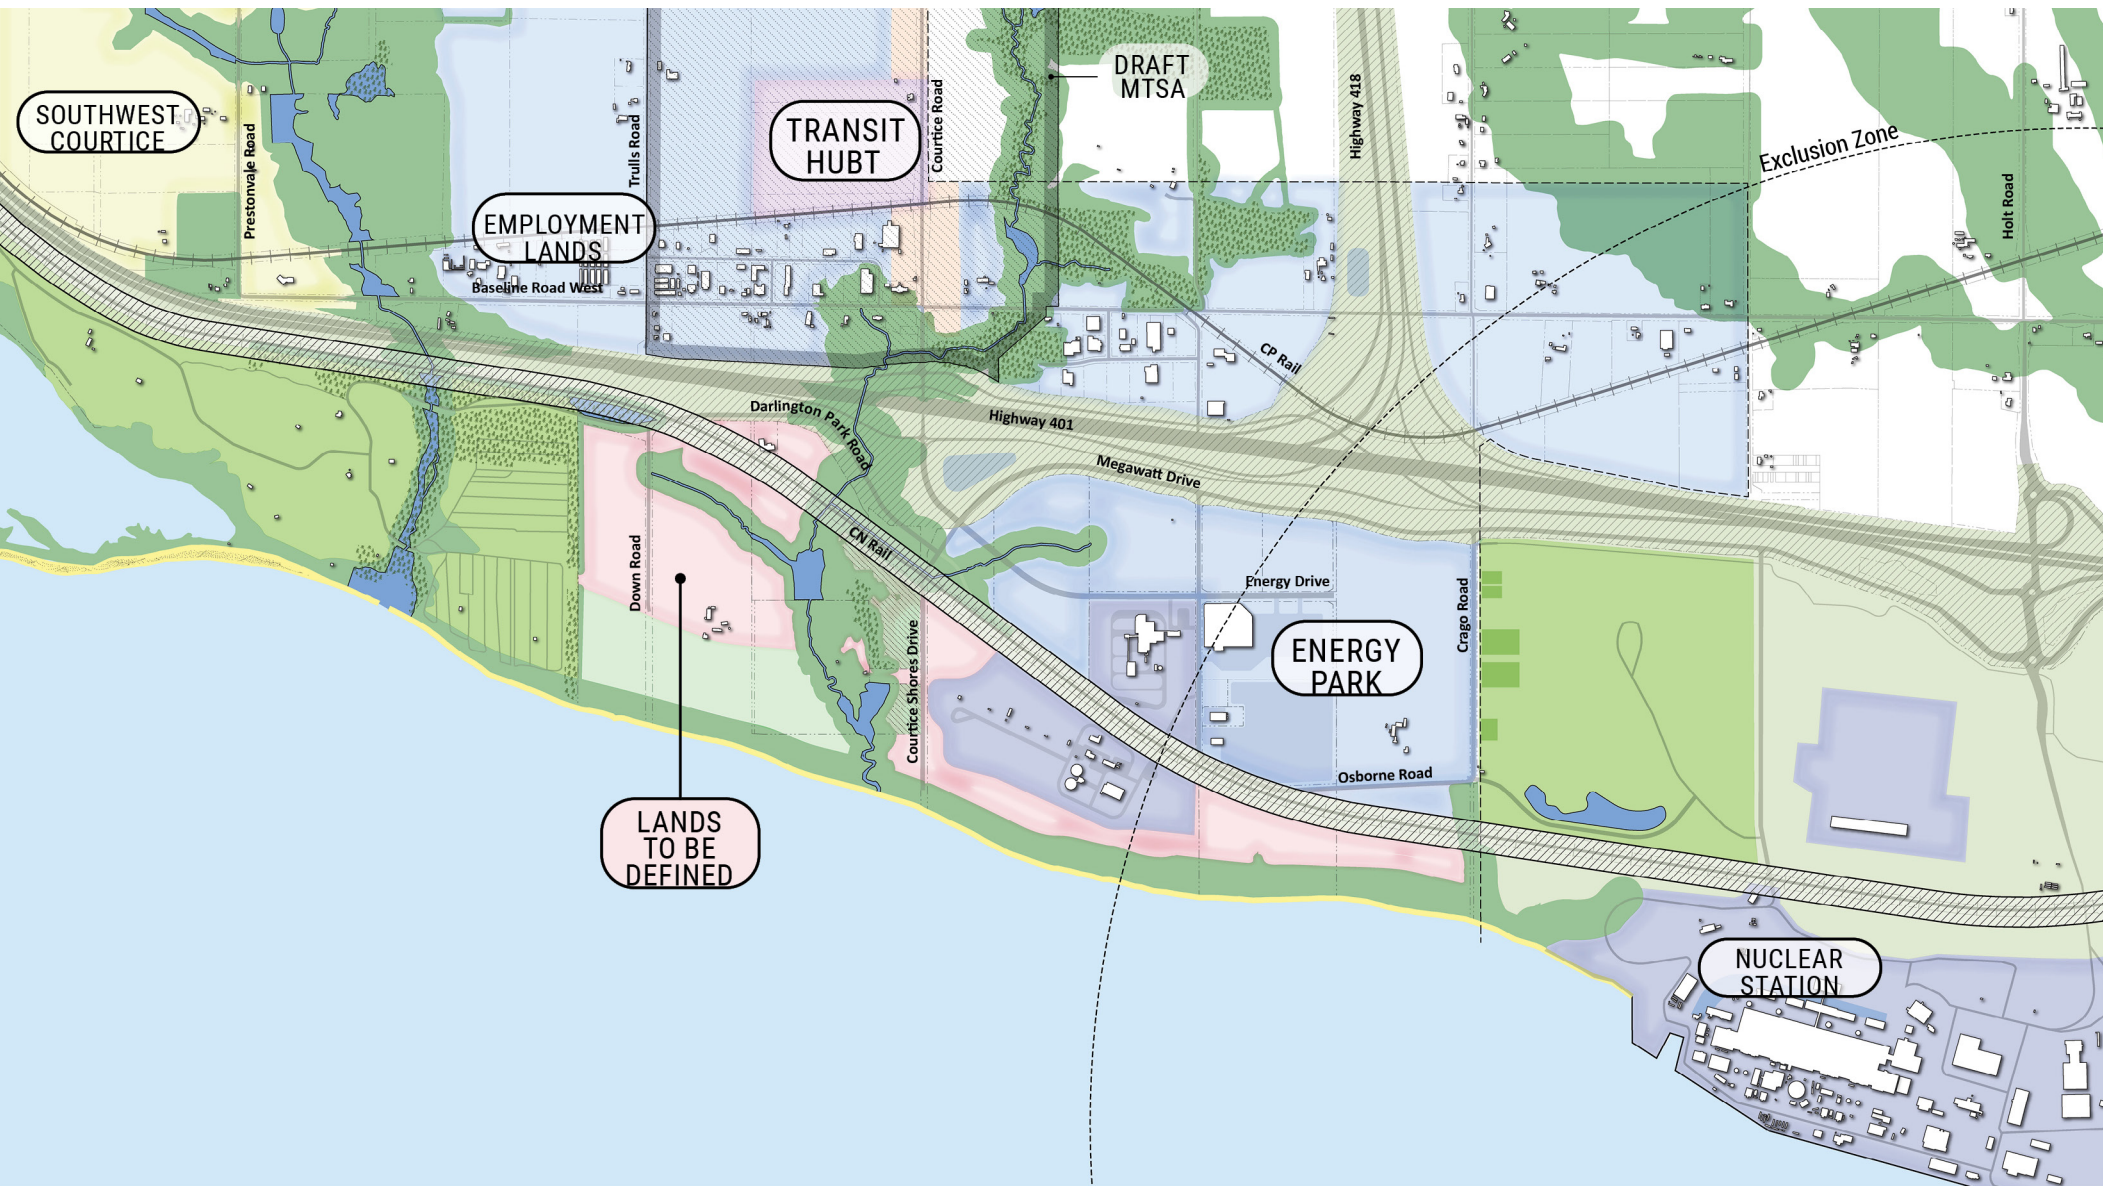 DRAFT
MTSA
SOUTHWEST
COURTICE
Prestonvale Road
Trulls Road
TRANSIT
HUBT
Courtice Road
Highway 418
Exclusion Zone
Holt Road
EMPLOYMENT
LANDS
Baseline Road West
CP Rail
Darlington Park Road
Highway 401
Megawatt Drive
CN Rail
Down Road
Energy Drive
Crago Road
Courtice Shores Drive
ENERGY
PARK
Osborne Road
LANDS
TO BE
DEFINED
NUCLEAR
STATION